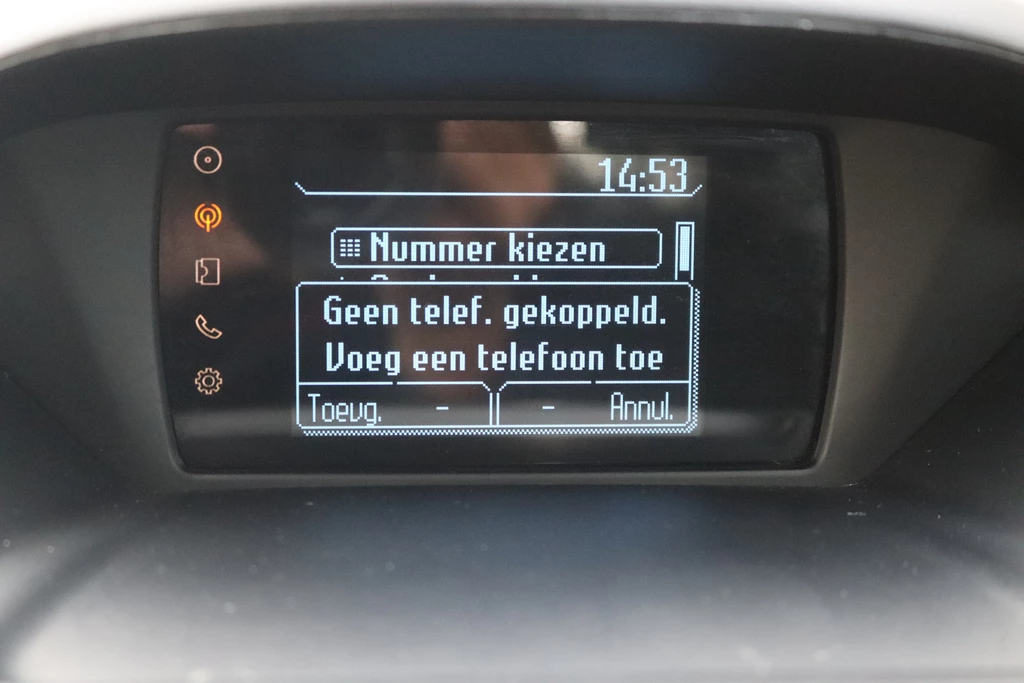 14:53
Nummer kiezen
Geen telef. gekoppeld.
Voeg een telefoon toe
Toevg. - - Annul.